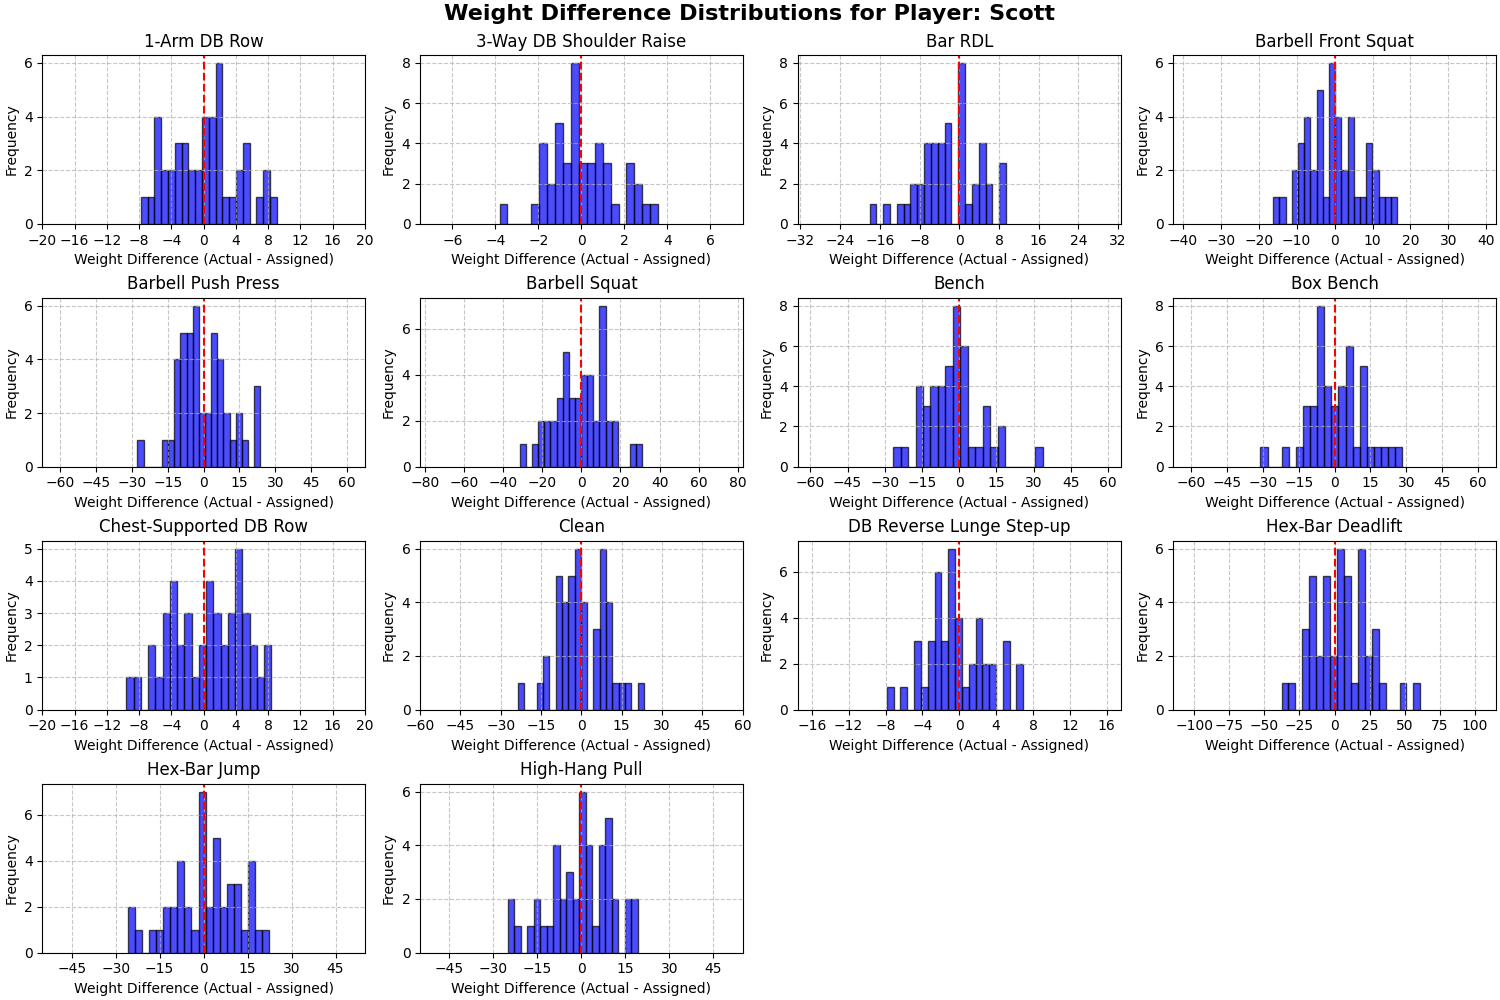 Weight Difference Distributions for Player: Scott
1-Arm DB Row
Frequency
6
4
2
0
−20 −16 −12 −8 −4 0 4 8 12 16 20
Weight Difference (Actual - Assigned)
3-Way DB Shoulder Raise
Frequency
8
6
4
2
0
−6 −4 −2 0 2 4 6
Weight Difference (Actual - Assigned)
Bar RDL
Frequency
8
6
4
2
0
−32 −24 −16 −8 0 8 16 24 32
Weight Difference (Actual - Assigned)
Barbell Front Squat
Frequency
6
4
2
0
−40 −30 −20 −10 0 10 20 30 40
Weight Difference (Actual - Assigned)
Barbell Push Press
Frequency
6
4
2
0
−60 −45 −30 −15 0 15 30 45 60
Weight Difference (Actual - Assigned)
Barbell Squat
Frequency
6
4
2
0
−80 −60 −40 −20 0 20 40 60 80
Weight Difference (Actual - Assigned)
Bench
Frequency
8
6
4
2
0
−60 −45 −30 −15 0 15 30 45 60
Weight Difference (Actual - Assigned)
Box Bench
Frequency
8
6
4
2
0
−60 −45 −30 −15 0 15 30 45 60
Weight Difference (Actual - Assigned)
Chest-Supported DB Row
Frequency
5
4
3
2
1
0
−20 −16 −12 −8 −4 0 4 8 12 16 20
Weight Difference (Actual - Assigned)
Clean
Frequency
6
4
2
0
−60 −45 −30 −15 0 15 30 45 60
Weight Difference (Actual - Assigned)
DB Reverse Lunge Step-up
Frequency
6
4
2
0
−16 −12 −8 −4 0 4 8 12 16
Weight Difference (Actual - Assigned)
Hex-Bar Deadlift
Frequency
6
4
2
0
−100 −75 −50 −25 0 25 50 75 100
Weight Difference (Actual - Assigned)
Hex-Bar Jump
Frequency
6
4
2
0
−45 −30 −15 0 15 30 45
Weight Difference (Actual - Assigned)
High-Hang Pull
Frequency
6
4
2
0
−45 −30 −15 0 15 30 45
Weight Difference (Actual - Assigned)